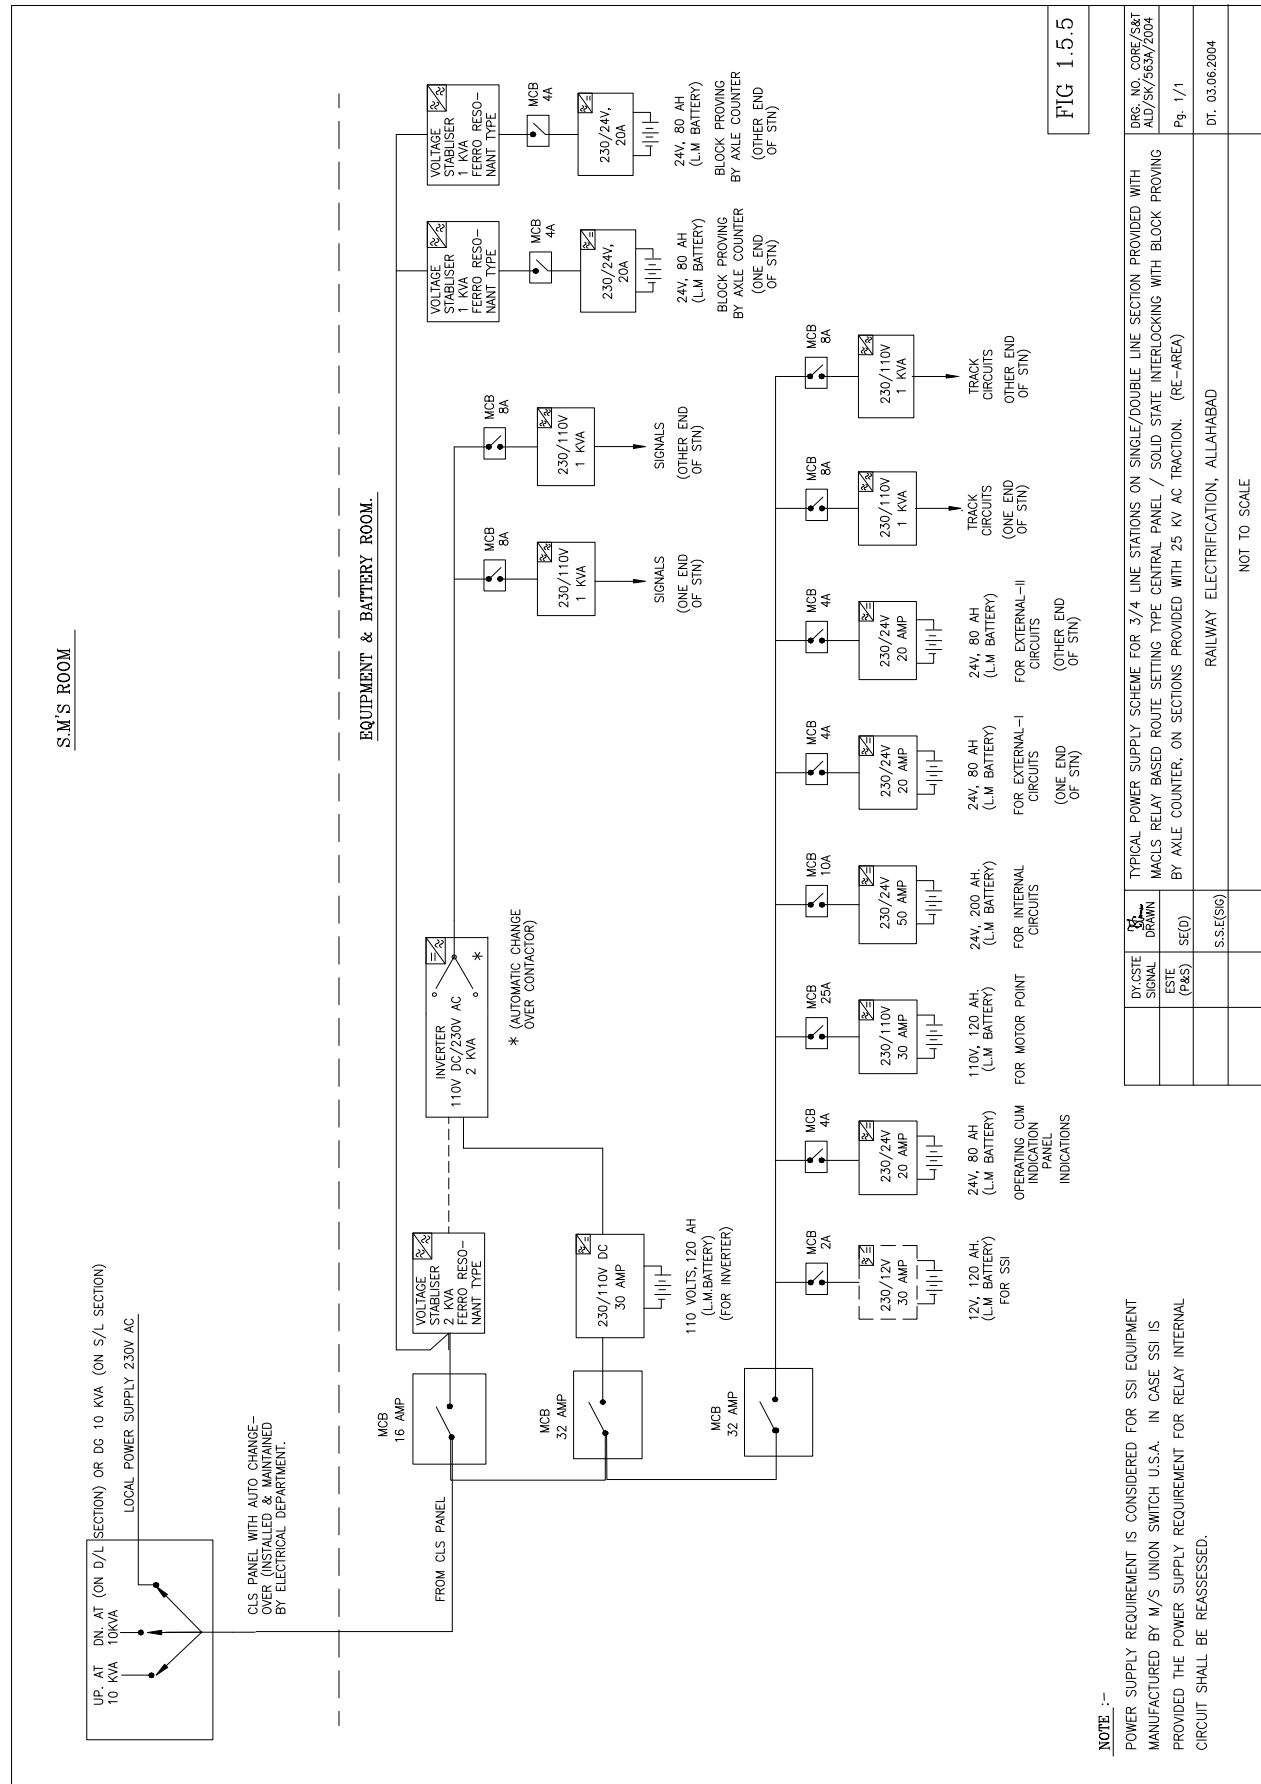 S.M'S ROOM
UP. AT
10 KVA
DN. AT (ON D/L SECTION) OR DG 10 KVA (ON S/L SECTION)
10KVA
LOCAL POWER SUPPLY 230V AC
CLS PANEL WITH AUTO CHANGE-
OVER (INSTALLED & MAINTAINED
BY ELECTRICAL DEPARTMENT.
EQUIPMENT & BATTERY ROOM.
FROM CLS PANEL
MCB
16 AMP
VOLTAGE
STABLISER
2 KVA
FERRO RESO-
NANT TYPE
INVERTER
110V DC/230V AC
2 KVA
*
* (AUTOMATIC CHANGE
OVER CONTACTOR)
MCB
8A
230/110V
1 KVA
SIGNALS
(ONE END
OF STN)
MCB
8A
230/110V
1 KVA
SIGNALS
(OTHER END
OF STN)
VOLTAGE
STABLISER
1 KVA
FERRO RESO-
NANT TYPE
MCB
4A
230/24V,
20A
24V, 80 AH
(L.M BATTERY)
BLOCK PROVING
BY AXLE COUNTER
(ONE END
OF STN)
VOLTAGE
STABLISER
1 KVA
FERRO RESO-
NANT TYPE
MCB
4A
230/24V,
20A
24V, 80 AH
(L.M BATTERY)
BLOCK PROVING
BY AXLE COUNTER
(OTHER END
OF STN)
MCB
32 AMP
230/110V DC
30 AMP
110 VOLTS, 120 AH
(L.M.BATTERY)
(FOR INVERTER)
MCB
32 AMP
MCB
2A
230/12V
30 AMP
12V, 120 AH.
(L.M BATTERY)
FOR SSI
MCB
4A
230/24V
20 AMP
24V, 80 AH
(L.M BATTERY)
OPERATING CUM
INDICATION
PANEL
INDICATIONS
MCB
25A
230/110V
30 AMP
110V, 120 AH.
(L.M BATTERY)
FOR MOTOR POINT
MCB
10A
230/24V
50 AMP
24V, 200 AH.
(L.M BATTERY)
FOR INTERNAL
CIRCUITS
MCB
4A
230/24V
20 AMP
24V, 80 AH
(L.M BATTERY)
FOR EXTERNAL-I
CIRCUITS
(ONE END
OF STN)
MCB
4A
230/24V
20 AMP
24V, 80 AH
(L.M BATTERY)
FOR EXTERNAL-II
CIRCUITS
(OTHER END
OF STN)
MCB
8A
230/110V
1 KVA
TRACK
CIRCUITS
(ONE END
OF STN)
MCB
8A
230/110V
1 KVA
TRACK
CIRCUITS
OTHER END
OF STN)
FIG 1.5.5
NOTE :-
POWER SUPPLY REQUIREMENT IS CONSIDERED FOR SSI EQUIPMENT
MANUFACTURED BY M/S UNION SWITCH U.S.A. IN CASE SSI IS
PROVIDED THE POWER SUPPLY REQUIREMENT FOR RELAY INTERNAL
CIRCUIT SHALL BE REASSESSED.
DY.CSTE
SIGNAL
DRAWN
ESTE
(P&S)
SE(D)
S.S.E(SIG)
TYPICAL POWER SUPPLY SCHEME FOR 3/4 LINE STATIONS ON SINGLE/DOUBLE LINE SECTION PROVIDED WITH
MACLS RELAY BASED ROUTE SETTING TYPE CENTRAL PANEL / SOLID STATE INTERLOCKING WITH BLOCK PROVING
BY AXLE COUNTER, ON SECTIONS PROVIDED WITH 25 KV AC TRACTION. (RE-AREA)
RAILWAY ELECTRIFICATION, ALLAHABAD
NOT TO SCALE
DRG. NO. CORE/S&T
ALD/SK/563A/2004
Pg. 1/1
DT. 03.06.2004